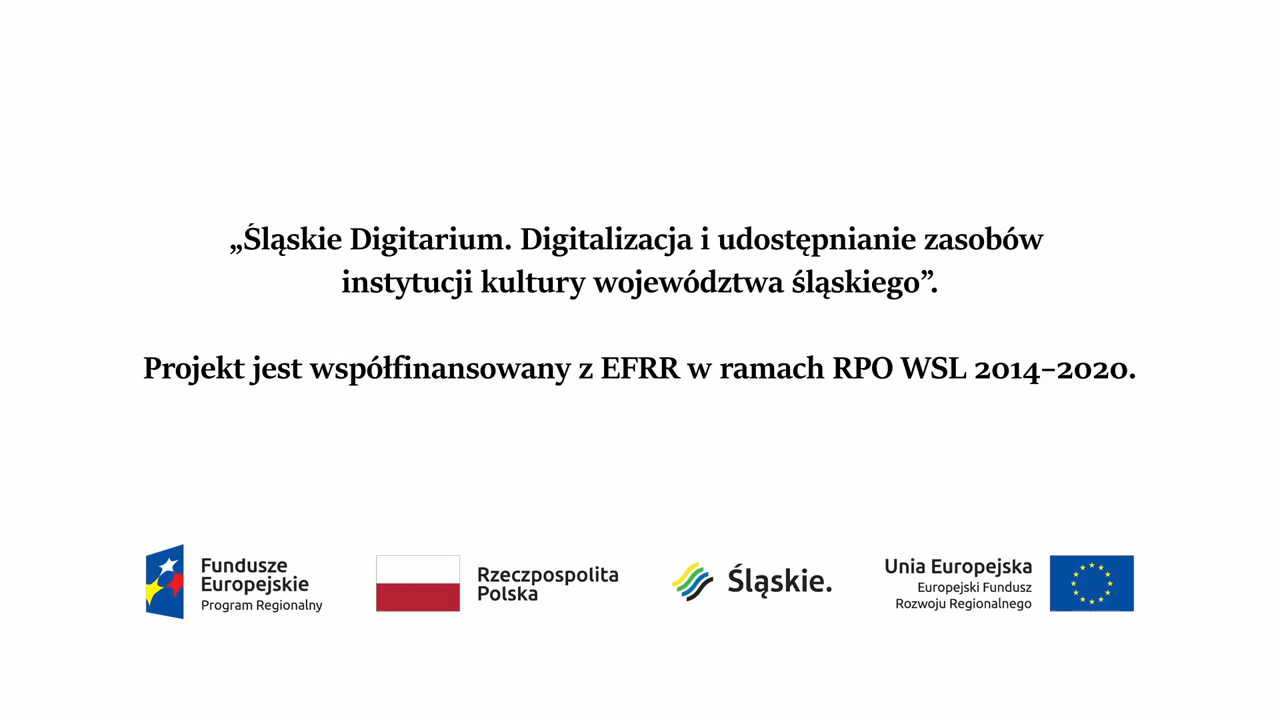 „Śląskie Digitarium. Digitalizacja i udostępnianie zasobów
instytucji kultury województwa śląskiego”.
Projekt jest współfinansowany z EFRR w ramach RPO WSL 2014–2020.
Fundusze
Europejskie
Program Regionalny
Rzeczpospolita
Polska
Śląskie.
Unia Europejska
Europejski Fundusz
Rozwoju Regionalnego